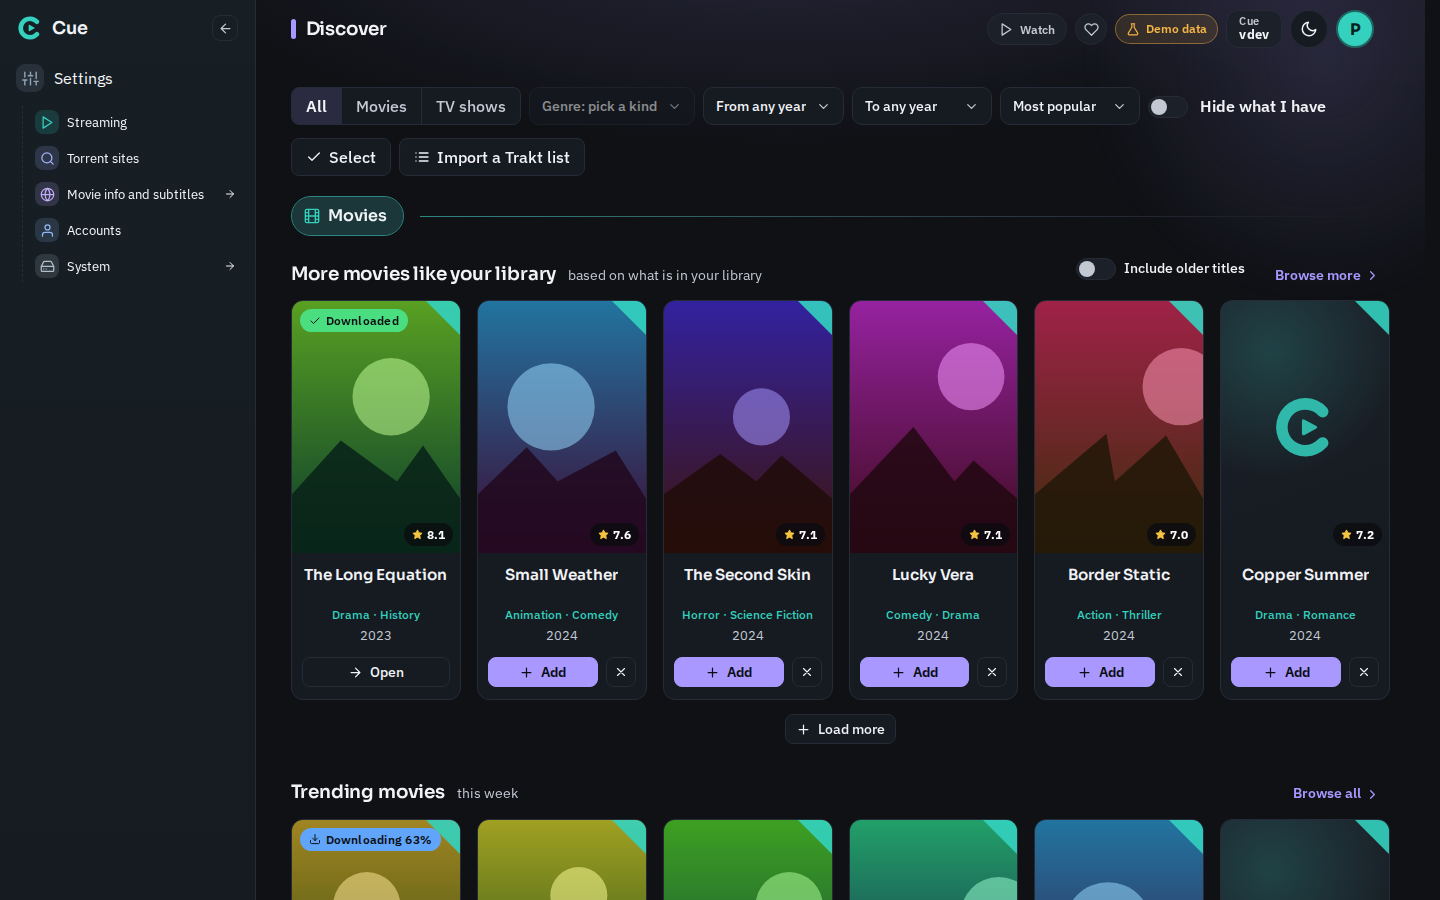 Cue
Settings
Streaming
Torrent sites
Movie info and subtitles
Accounts
System
Discover
Watch
Demo data
Cue
vdev
P
All
Movies
TV shows
Genre: pick a kind
From any year
To any year
Most popular
Hide what I have
Select
Import a Trakt list
Movies
More movies like your library
based on what is in your library
Include older titles
Browse more
Downloaded
8.1
7.6
7.1
7.1
7.0
7.2
The Long Equation
Small Weather
The Second Skin
Lucky Vera
Border Static
Copper Summer
Drama · History
Animation · Comedy
Horror · Science Fiction
Comedy · Drama
Action · Thriller
Drama · Romance
2023
2024
2024
2024
2024
2024
Open
Add
Add
Add
Add
Add
Load more
Trending movies
this week
Browse all
Downloading 63%